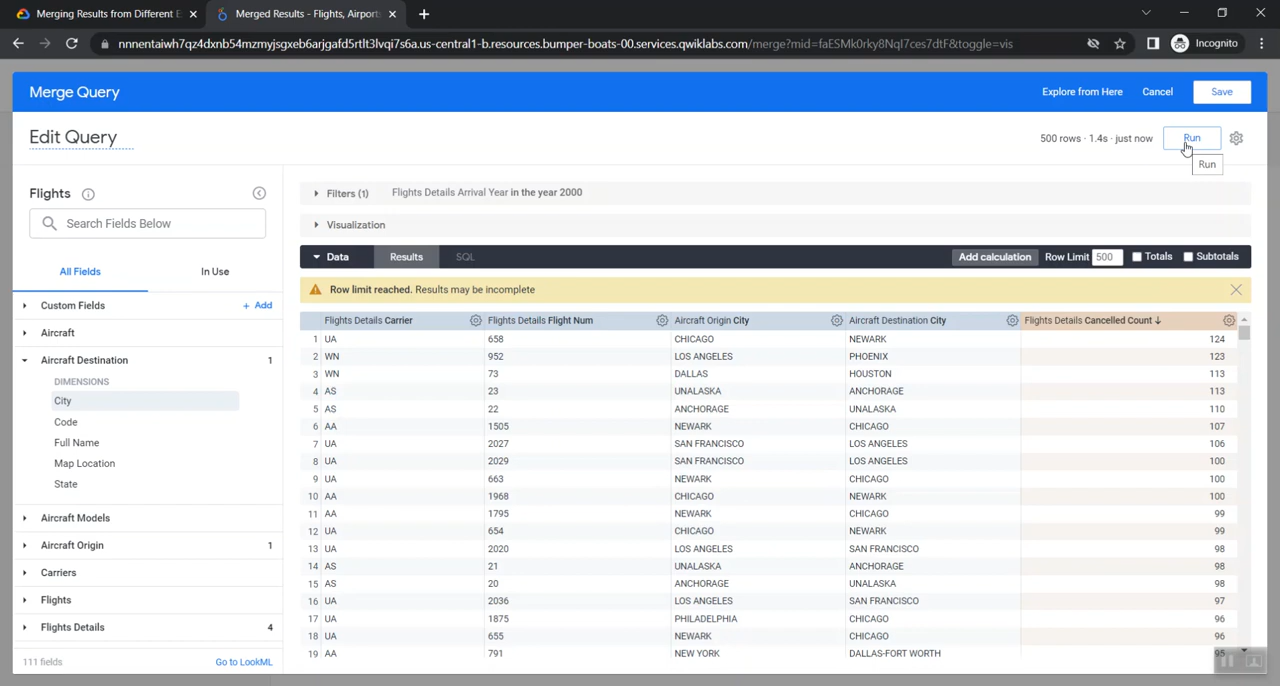 Merging Results from Different E
Merged Results - Flights, Airport
nnnentaiwh7qz4dxnb54mzmyjsgxeb6arjgafd5rtlt3lvqi7s6a.us-central1-b.resources.bumper-boats-00.services.qwiklabs.com/merge?mid=faESMk0rky8NqI7ces7dtF&toggle=vis
Incognito
Merge Query
Explore from Here
Cancel
Save
Edit Query
500 rows · 1.4s · just now
Run
Run
Flights
Search Fields Below
All Fields
In Use
Custom Fields
+ Add
Aircraft
Aircraft Destination 1
DIMENSIONS
City
Code
Full Name
Map Location
State
Aircraft Models
Aircraft Origin 1
Carriers
Flights
Flights Details 4
111 fields
Go to LookML
Filters (1) Flights Details Arrival Year in the year 2000
Visualization
Data Results SQL Add calculation Row Limit 500 Totals Subtotals
Row limit reached. Results may be incomplete
Flights Details Carrier Flights Details Flight Num Aircraft Origin City Aircraft Destination City Flights Details Cancelled Count ↓
1 UA 658 CHICAGO NEWARK 124
2 WN 952 LOS ANGELES PHOENIX 123
3 WN 73 DALLAS HOUSTON 113
4 AS 23 UNALASKA ANCHORAGE 113
5 AS 22 ANCHORAGE UNALASKA 110
6 AA 1505 NEWARK CHICAGO 107
7 UA 2027 SAN FRANCISCO LOS ANGELES 106
8 UA 2029 SAN FRANCISCO LOS ANGELES 100
9 UA 663 NEWARK CHICAGO 100
10 AA 1968 CHICAGO NEWARK 100
11 AA 1795 NEWARK CHICAGO 99
12 UA 654 CHICAGO NEWARK 99
13 UA 2020 LOS ANGELES SAN FRANCISCO 98
14 AS 21 UNALASKA ANCHORAGE 98
15 AS 20 ANCHORAGE UNALASKA 98
16 UA 2036 LOS ANGELES SAN FRANCISCO 97
17 UA 1875 PHILADELPHIA CHICAGO 96
18 UA 655 NEWARK CHICAGO 96
19 AA 791 NEW YORK DALLAS-FORT WORTH 95